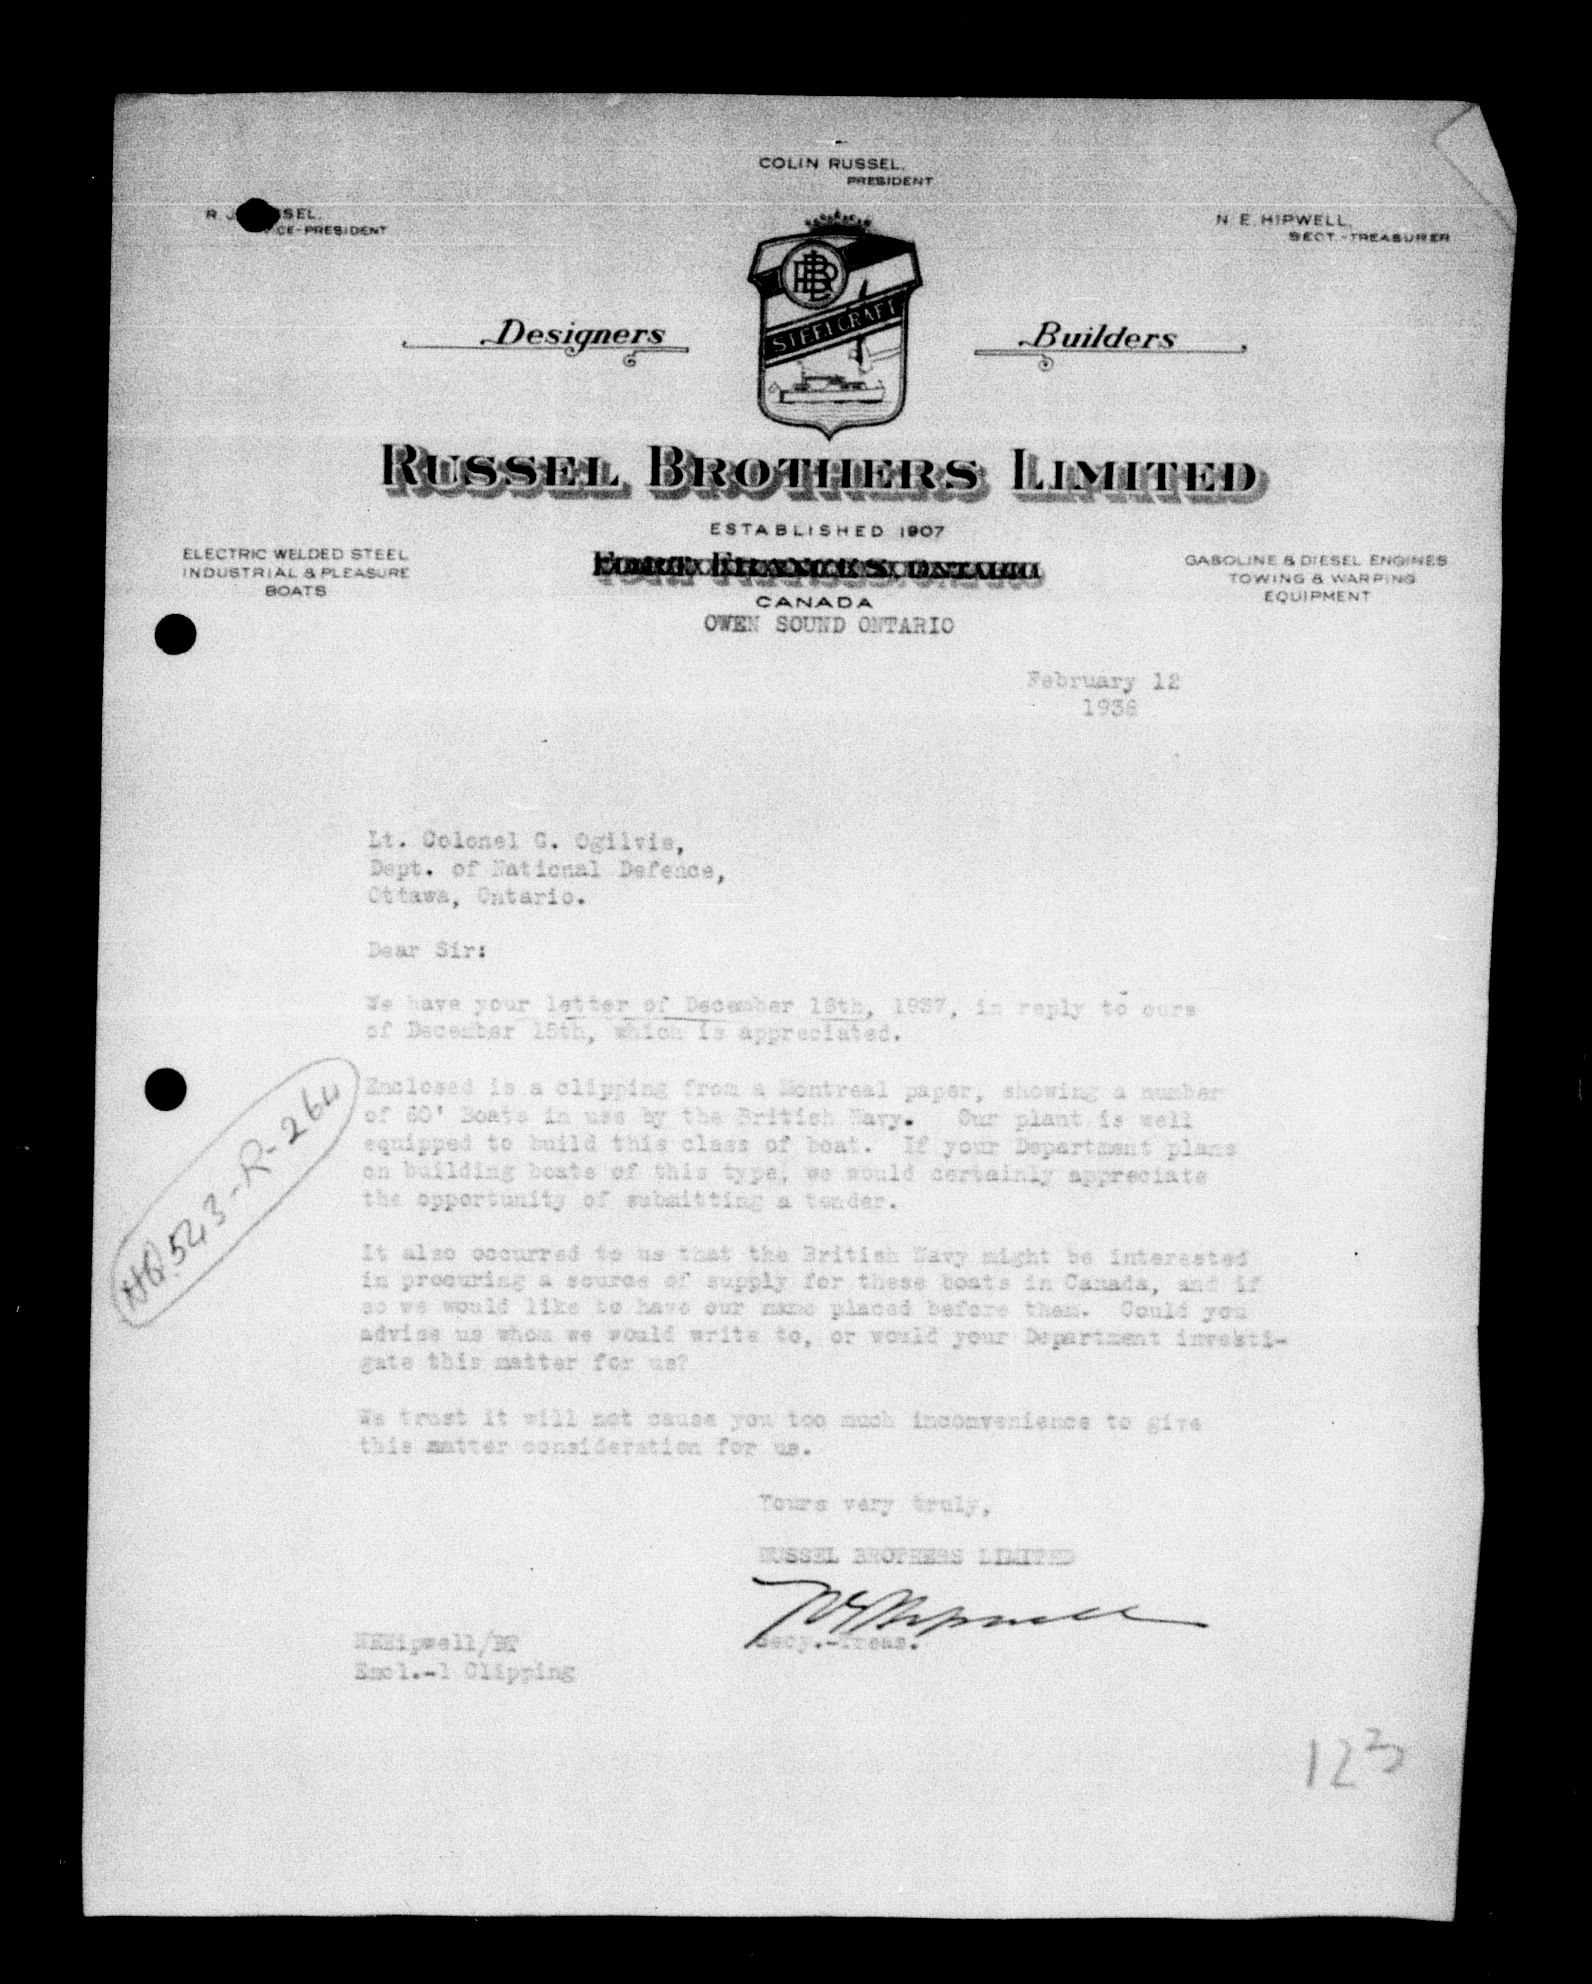 COLIN RUSSEL,
PRESIDENT
R. J. SSEL,
CE-PRESIDENT
N. E. HIPWELL,
SECT.-TREASURER
Designers
Builders
STEELCRAFT
RUSSEL BROTHERS LIMITED
ESTABLISHED 1907
ELECTRIC WELDED STEEL
INDUSTRIAL & PLEASURE
BOATS
FORT FRANCES, ONTARIO
CANADA
OWEN SOUND ONTARIO
GASOLINE & DIESEL ENGINES
TOWING & WARPING
EQUIPMENT
February 12
1938
Lt. Colonel G. Ogilvie,
Dept. of National Defence,
Ottawa, Ontario.
Dear Sir:
We have your letter of December 18th, 1937, in reply to ours
of December 15th, which is appreciated.
Enclosed is a clipping from a Montreal paper, showing a number
of 60' Boats in use by the British Navy. Our plant is well
equipped to build this class of boat. If your Department plans
on building boats of this type, we would certainly appreciate
the opportunity of submitting a tender.
HQ 543-R-264
It also occurred to us that the British Navy might be interested
in procuring a source of supply for these boats in Canada, and if
so we would like to have our name placed before them. Could you
advise us whom we would write to, or would your Department investi-
gate this matter for us?
We trust it will not cause you too much inconvenience to give
this matter consideration for us.
Yours very truly,
RUSSEL BROTHERS LIMITED
NEHipwell
Secy.-Treas.
NEHipwell/BF
Encl.-1 Clipping
123